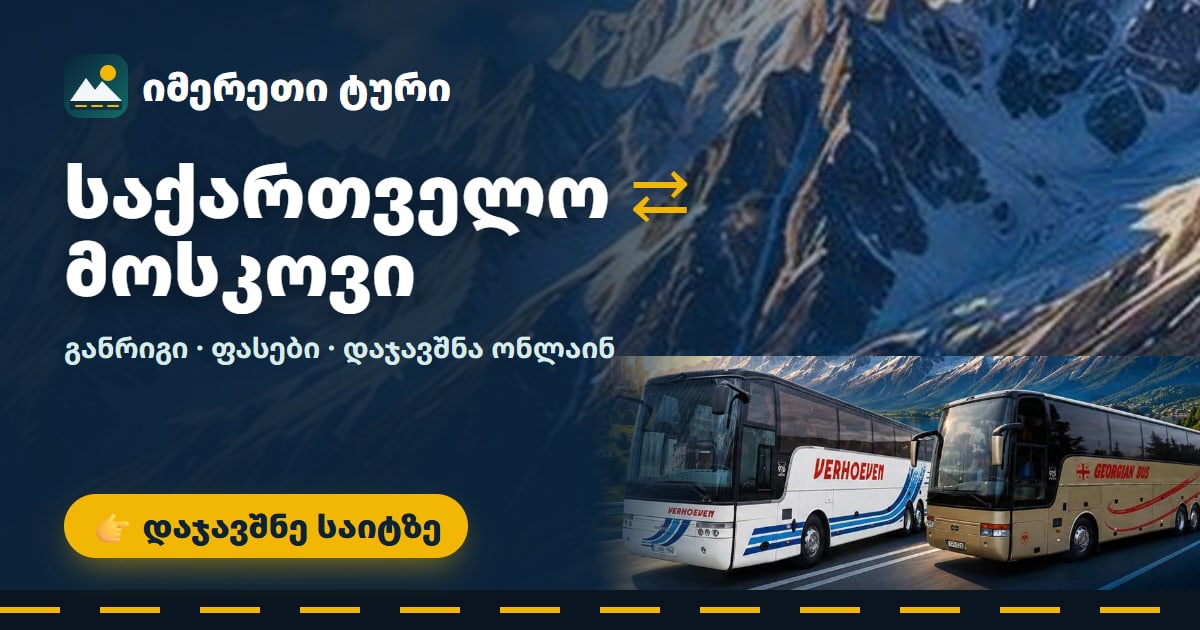 იმერეთი ტური
საქართველო ⇄
მოსკოვი
განრიგი · ფასები · დაჯავშნა ონლაინ
👉 დაჯავშნე საიტზე
VERHOEVEN
VERHOEVEN
GEORGIAN BUS